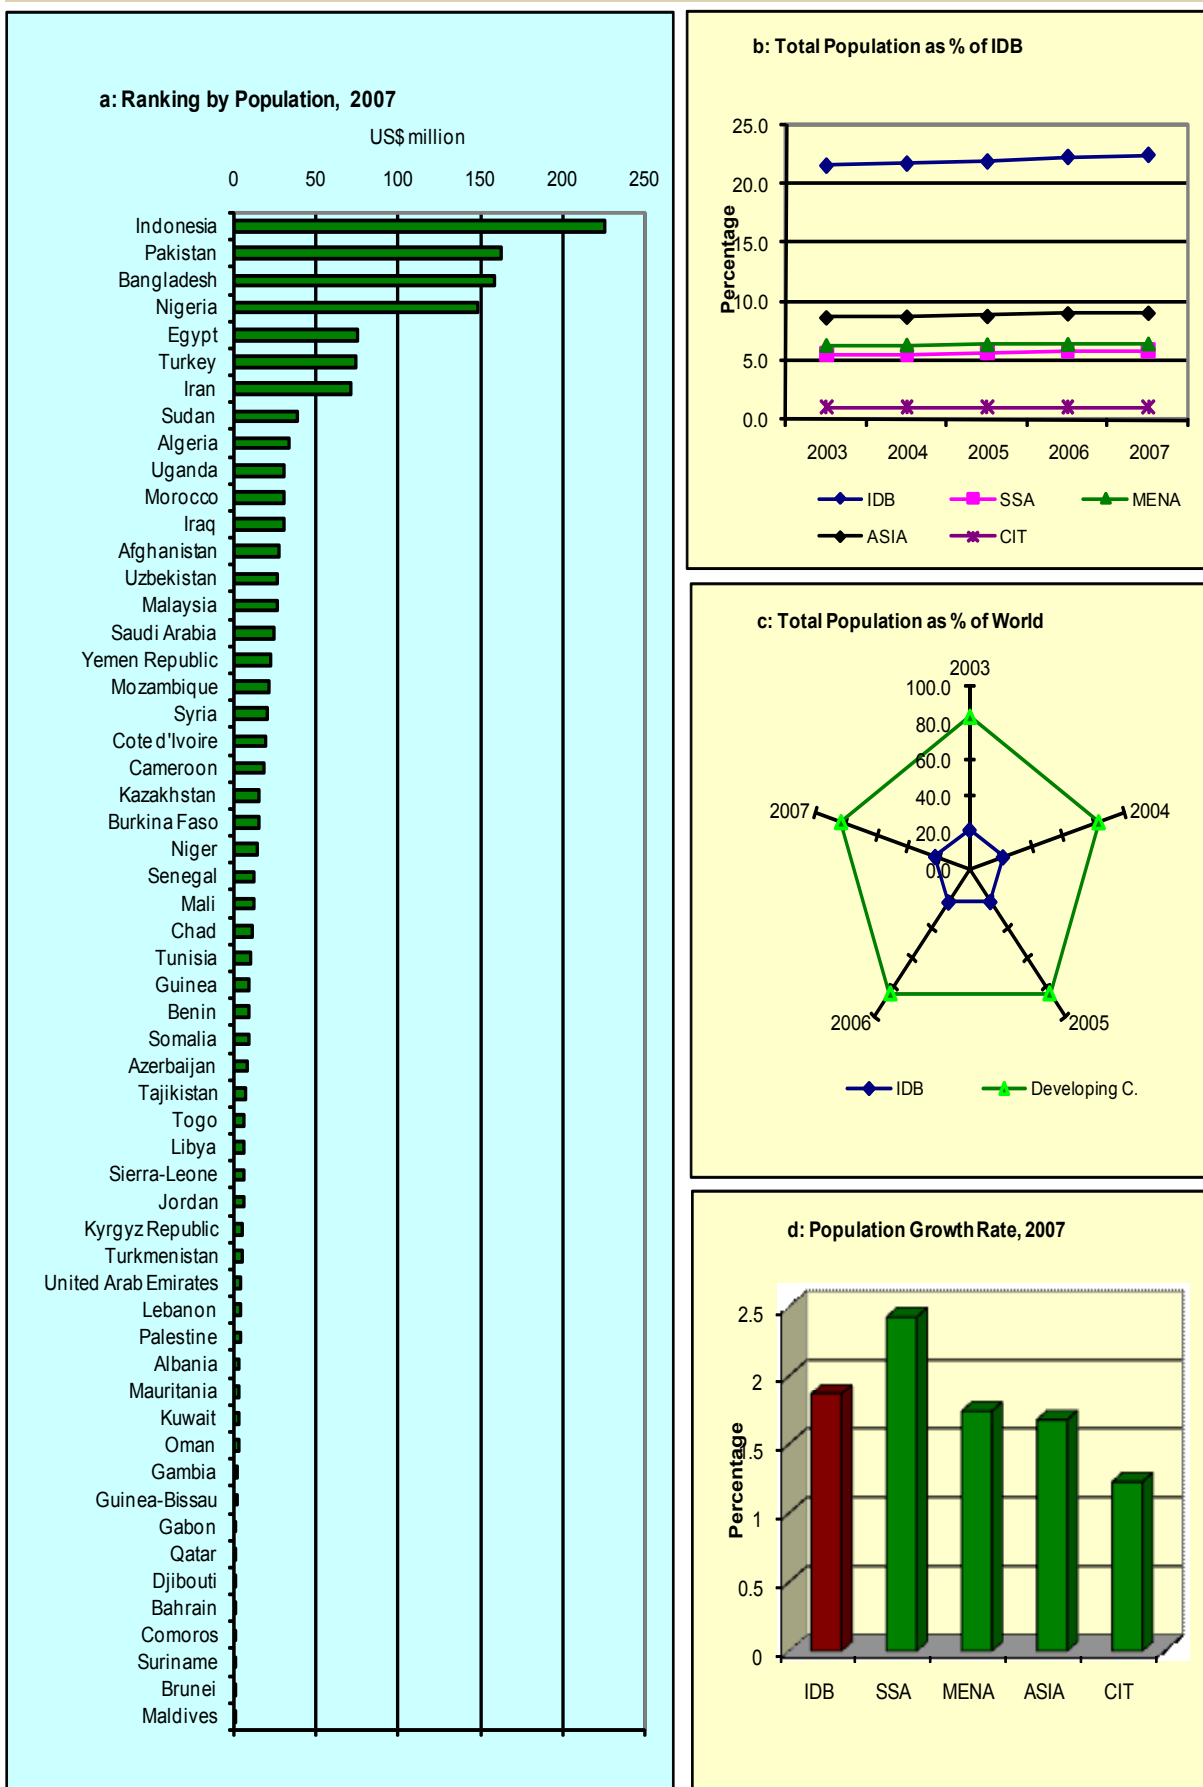 a: Ranking by Population, 2007
US$ million
0 50 100 150 200 250
Indonesia
Pakistan
Bangladesh
Nigeria
Egypt
Turkey
Iran
Sudan
Algeria
Uganda
Morocco
Iraq
Afghanistan
Uzbekistan
Malaysia
Saudi Arabia
Yemen Republic
Mozambique
Syria
Cote d'Ivoire
Cameroon
Kazakhstan
Burkina Faso
Niger
Senegal
Mali
Chad
Tunisia
Guinea
Benin
Somalia
Azerbaijan
Tajikistan
Togo
Libya
Sierra-Leone
Jordan
Kyrgyz Republic
Turkmenistan
United Arab Emirates
Lebanon
Palestine
Albania
Mauritania
Kuwait
Oman
Gambia
Guinea-Bissau
Gabon
Qatar
Djibouti
Bahrain
Comoros
Suriname
Brunei
Maldives
b: Total Population as % of IDB
Percentage
25.0
20.0
15.0
10.0
5.0
0.0
2003 2004 2005 2006 2007
IDB SSA MENA
ASIA CIT
c: Total Population as % of World
2003
100.0
80.0
60.0
40.0
20.0
0.0
2007 2004
2006 2005
IDB Developing C.
d: Population Growth Rate, 2007
Percentage
2.5
2
1.5
1
0.5
0
IDB SSA MENA ASIA CIT